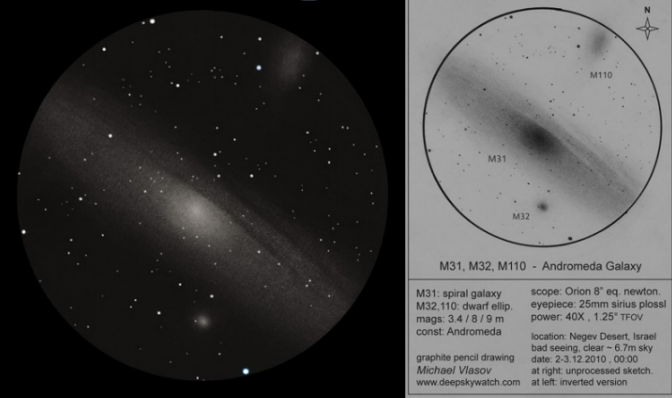 N
M110
M31
M32
M31, M32, M110 - Andromeda Galaxy
M31: spiral galaxy
M32,110: dwarf ellip.
mags: 3.4 / 8 / 9 m
const: Andromeda
graphite pencil drawing
Michael Vlasov
www.deepskywatch.com
scope: Orion 8" eq. newton.
eyepiece: 25mm sirius plossl
power: 40X , 1.25° TFOV
location: Negev Desert, Israel
bad seeing, clear ~ 6.7m sky
date: 2-3.12.2010 , 00:00
at right: unprocessed sketch.
at left: inverted version